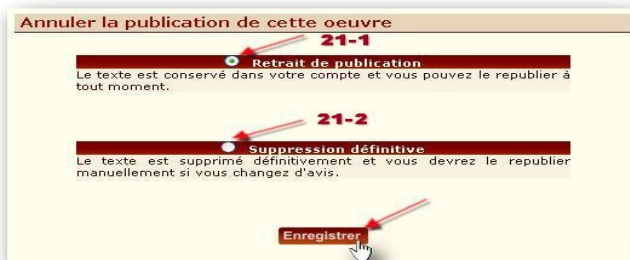 Annuler la publication de cette oeuvre
21-1
Retrait de publication
Le texte est conservé dans votre compte et vous pouvez le republier à
tout moment.
21-2
Suppression définitive
Le texte est supprimé définitivement et vous devrez le republier
manuellement si vous changez d'avis.
Enregistrer